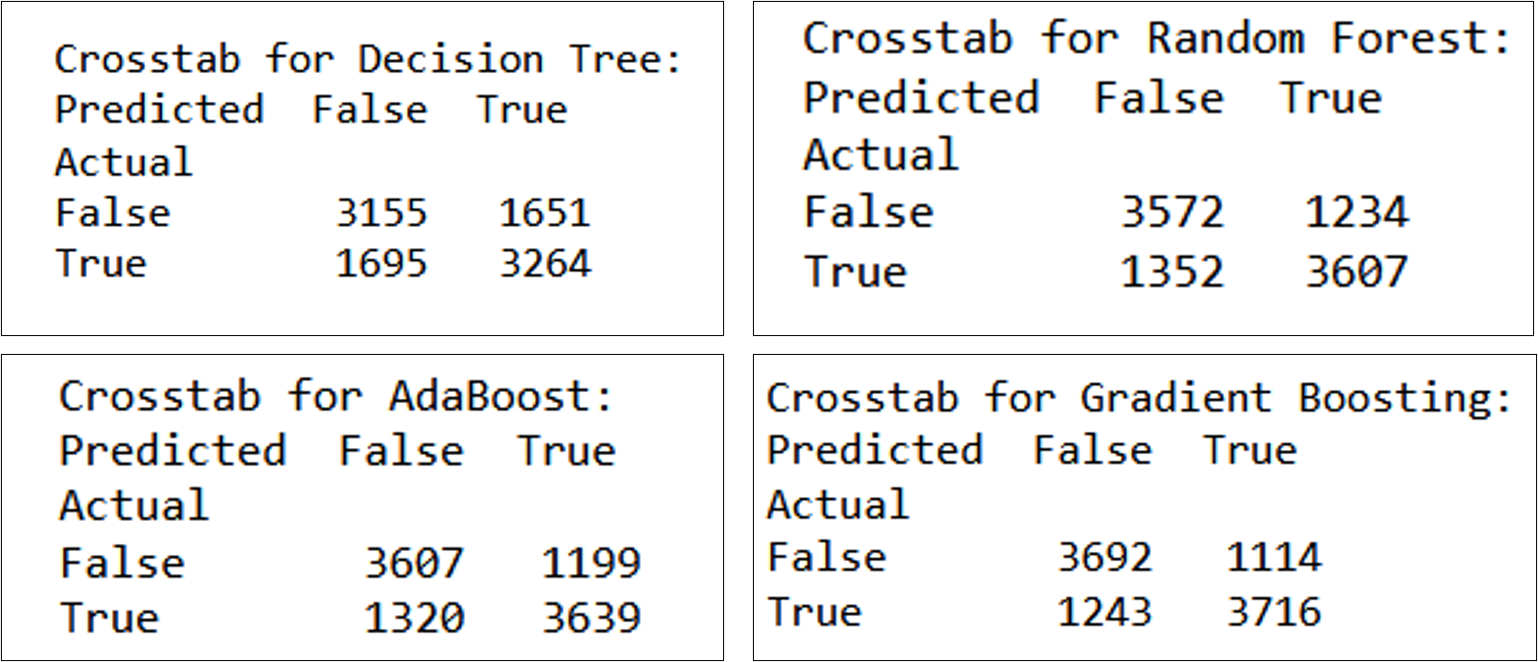 Crosstab for Decision Tree:
Predicted False True
Actual
False 3155 1651
True 1695 3264
Crosstab for Random Forest:
Predicted False True
Actual
False 3572 1234
True 1352 3607
Crosstab for AdaBoost:
Predicted False True
Actual
False 3607 1199
True 1320 3639
Crosstab for Gradient Boosting:
Predicted False True
Actual
False 3692 1114
True 1243 3716